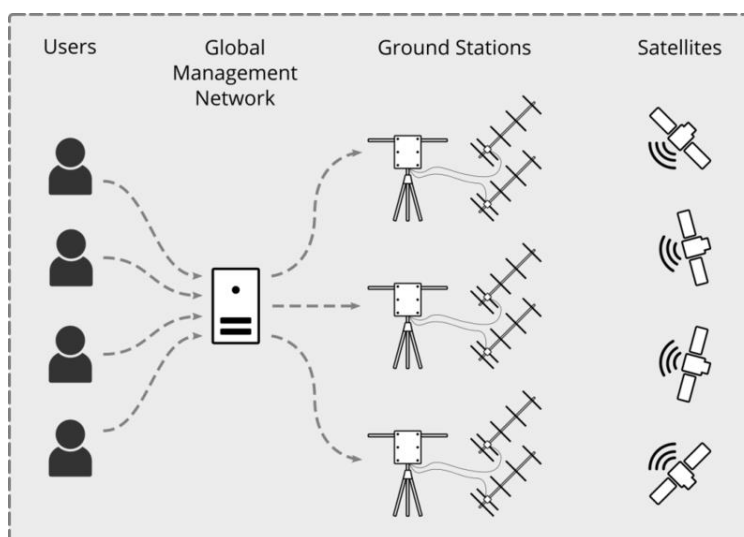 Users
Global
Management
Network
Ground Stations
Satellites